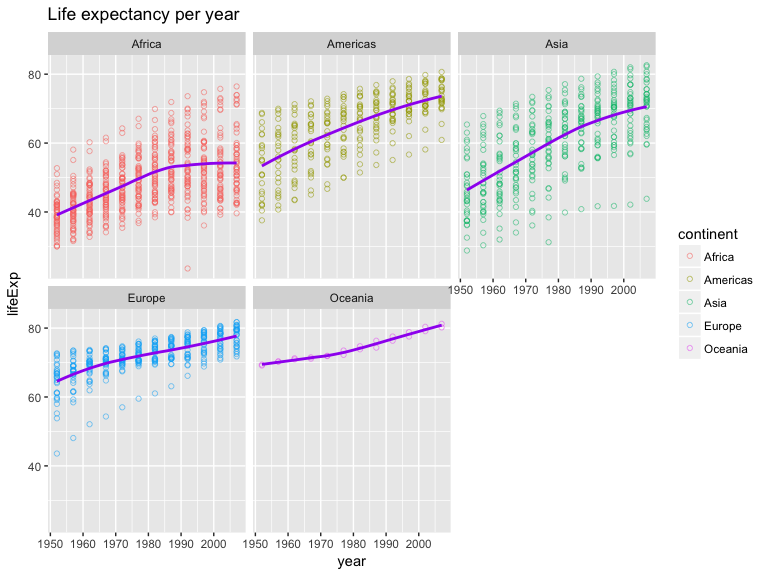 Life expectancy per year
Africa
Americas
Asia
80
60
40
1950 1960 1970 1980 1990 2000
continent
Africa
Americas
Asia
Europe
Oceania
lifeExp
Europe
Oceania
80
60
40
1950 1960 1970 1980 1990 2000
1950 1960 1970 1980 1990 2000
year